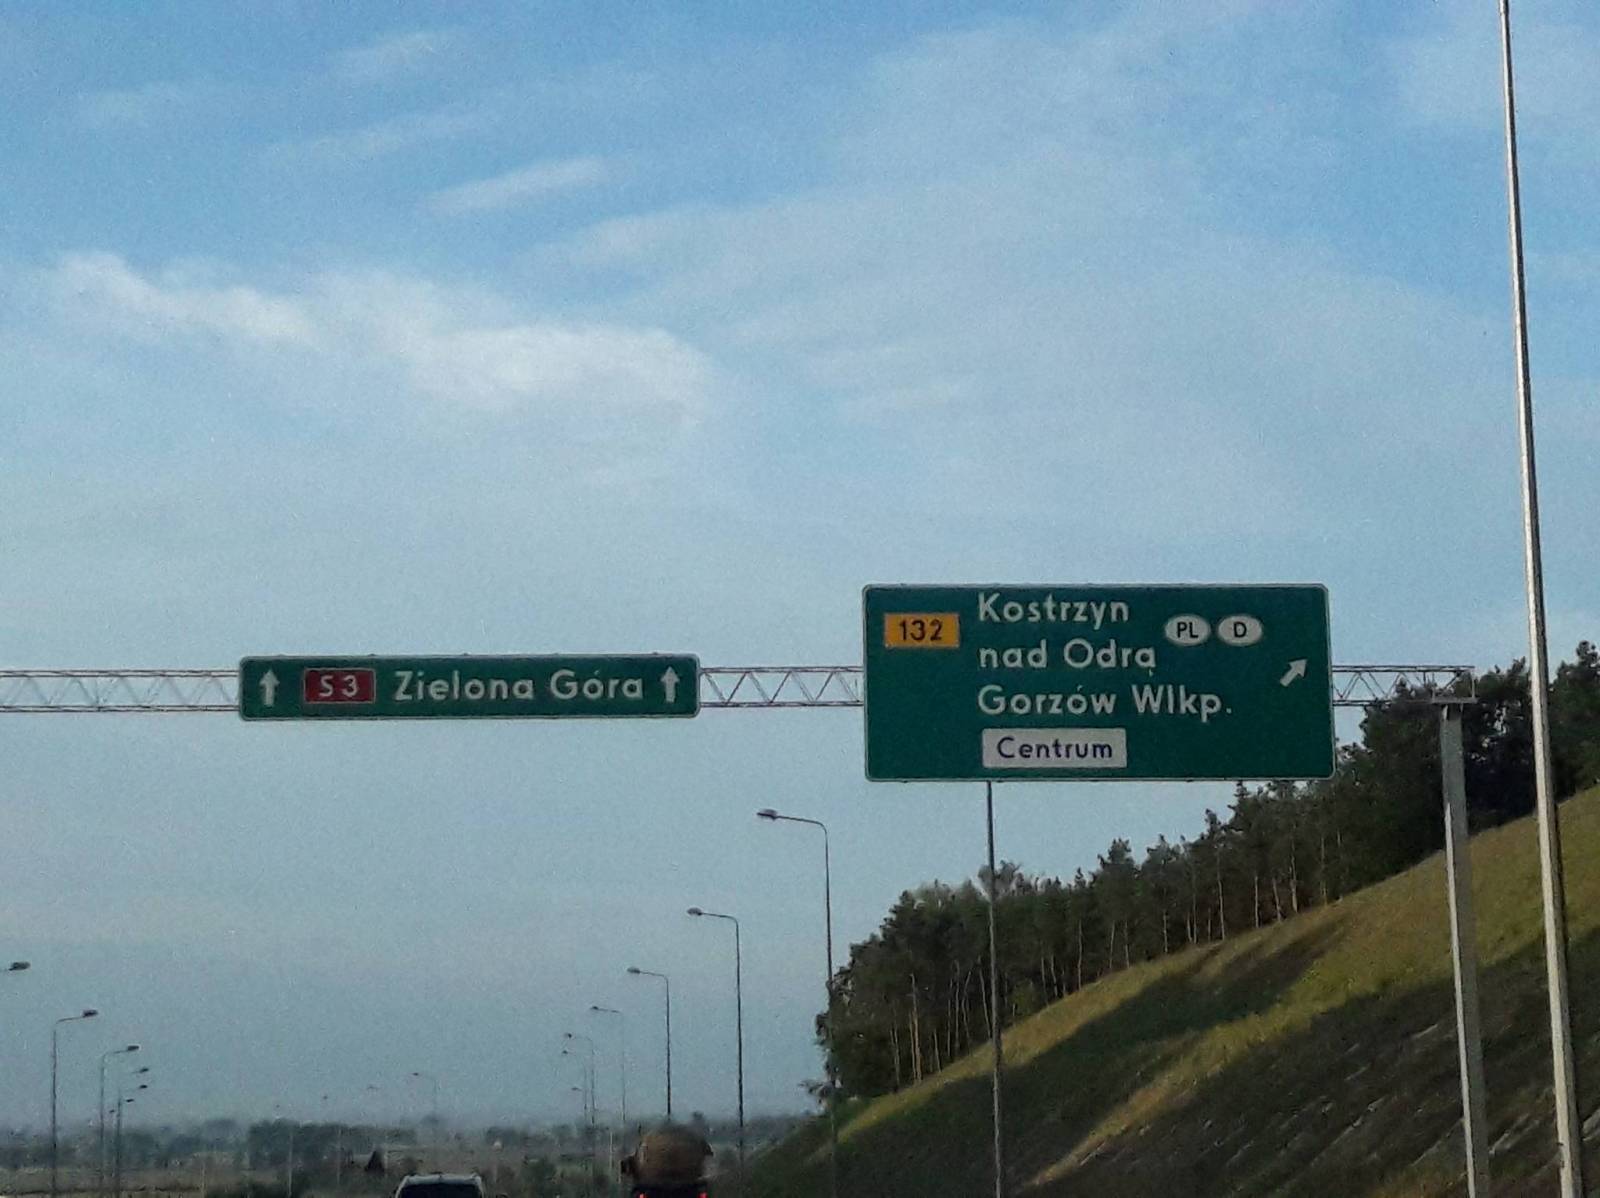 S3 Zielona Góra
132 Kostrzyn PL D
nad Odrą
Gorzów Wlkp.
Centrum